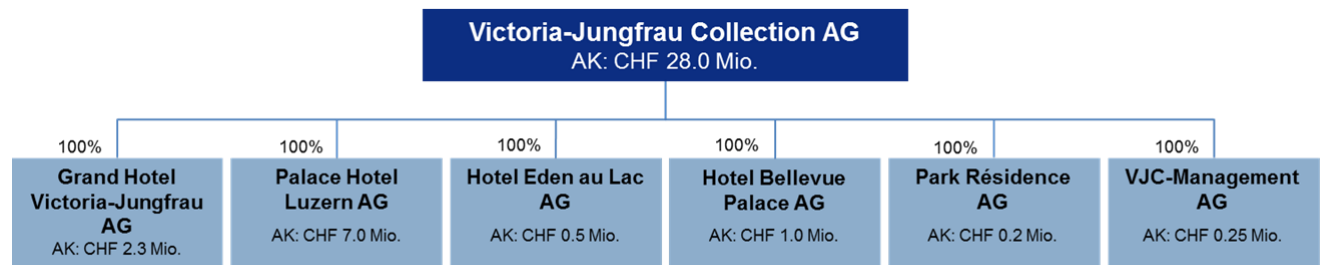 Victoria-Jungfrau Collection AG
AK: CHF 28.0 Mio.
100%
100%
100%
100%
100%
100%
Grand Hotel
Victoria-Jungfrau
AG
AK: CHF 2.3 Mio.
Palace Hotel
Luzern AG
AK: CHF 7.0 Mio.
Hotel Eden au Lac
AG
AK: CHF 0.5 Mio.
Hotel Bellevue
Palace AG
AK: CHF 1.0 Mio.
Park Résidence
AG
AK: CHF 0.2 Mio.
VJC-Management
AG
AK: CHF 0.25 Mio.